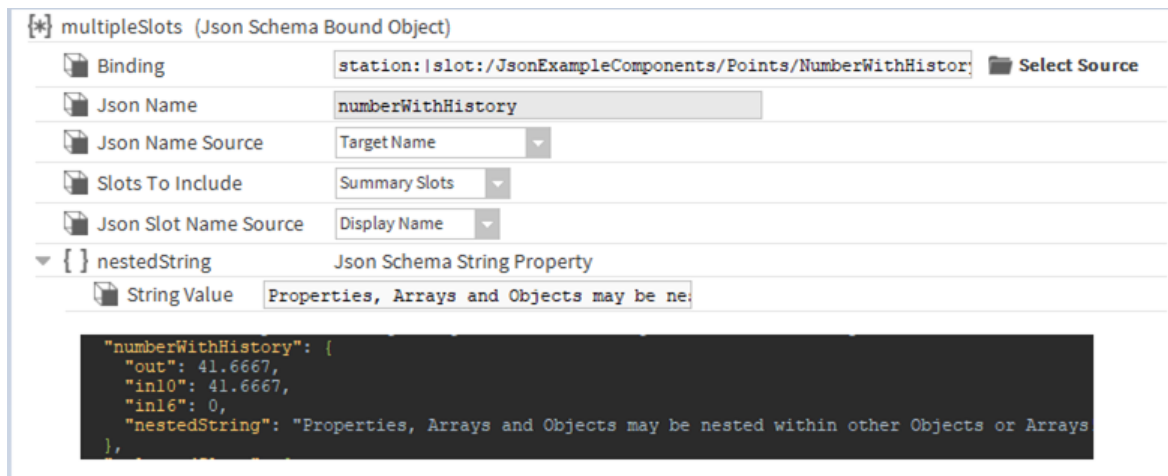 multipleSlots (Json Schema Bound Object)
Binding station:|slot:/JsonExampleComponents/Points/NumberWithHistory Select Source
Json Name numberWithHistory
Json Name Source Target Name
Slots To Include Summary Slots
Json Slot Name Source Display Name
{ } nestedString Json Schema String Property
String Value Properties, Arrays and Objects may be nes
"numberWithHistory": {
"out": 41.6667,
"in10": 41.6667,
"in16": 0,
"nestedString": "Properties, Arrays and Objects may be nested within other Objects or Arrays
},